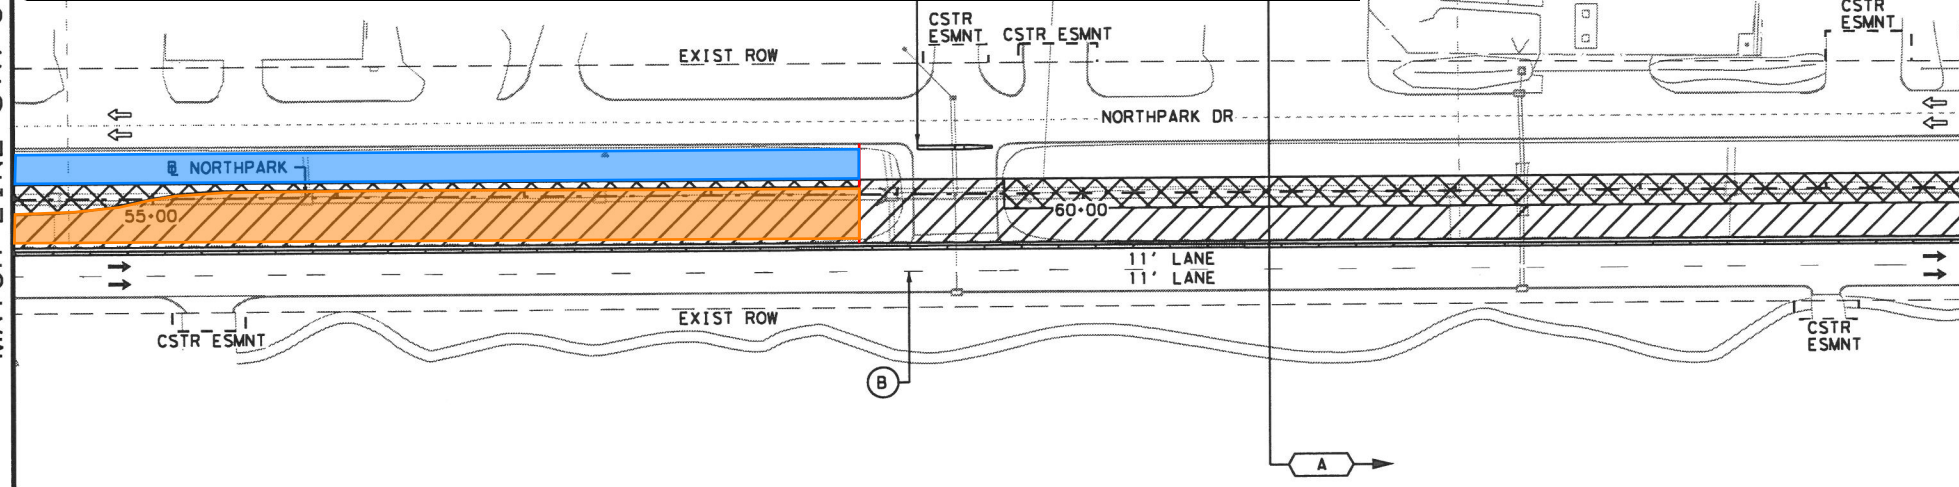 CSTR
ESMNT
CSTR ESMNT
CSTR
ESMNT
EXIST ROW
NORTHPARK DR
NORTHPARK
55+00
60+00
11' LANE
11' LANE
EXIST ROW
CSTR ESMNT
CSTR
ESMNT
B
A